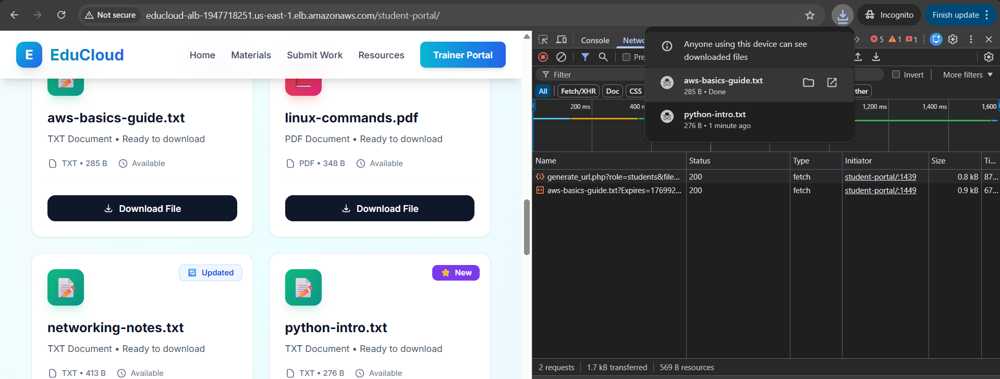 Not secure educloud-alb-1947718251.us-east-1.elb.amazonaws.com/student-portal/ Incognito Finish update
E EduCloud Home Materials Submit Work Resources Trainer Portal
aws-basics-guide.txt
TXT Document • Ready to download
TXT • 285 B Available
Download File
linux-commands.pdf
PDF Document • Ready to download
PDF • 348 B Available
Download File
Updated
networking-notes.txt
TXT Document • Ready to download
TXT • 413 B Available
New
python-intro.txt
TXT Document • Ready to download
TXT • 276 B Available
Anyone using this device can see
downloaded files
aws-basics-guide.txt
285 B • Done
python-intro.txt
276 B • 1 minute ago
Console Netw 5 1 1
Pre
Filter Invert More filters
All Fetch/XHR Doc CSS ther
200 ms 400 1,200 ms 1,400 ms 1,600
Name Status Type Initiator Size Ti...
generate_url.php?role=students&file... 200 fetch student-portal/:1439 0.8 kB 87...
aws-basics-guide.txt?Expires=176992... 200 fetch student-portal/:1449 0.9 kB 67...
2 requests 1.7 kB transferred 569 B resources